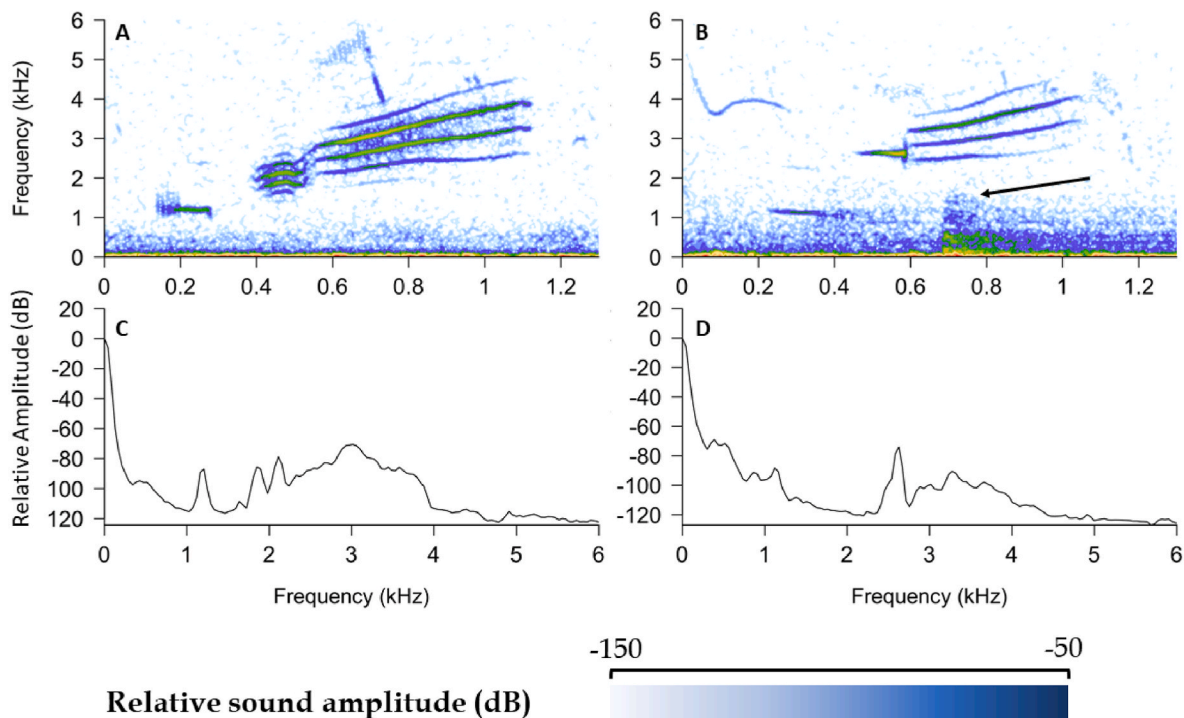 A
B
Frequency (kHz)
6
5
4
3
2
1
0
6
5
4
3
2
1
0
0 0.2 0.4 0.6 0.8 1 1.2
0 0.2 0.4 0.6 0.8 1 1.2
C
D
Relative Amplitude (dB)
20
0
-20
-40
-60
-80
100
120
20
0
-20
-40
-60
-80
-100
-120
0 1 2 3 4 5 6
0 1 2 3 4 5 6
Frequency (kHz)
Frequency (kHz)
-150 -50
Relative sound amplitude (dB)